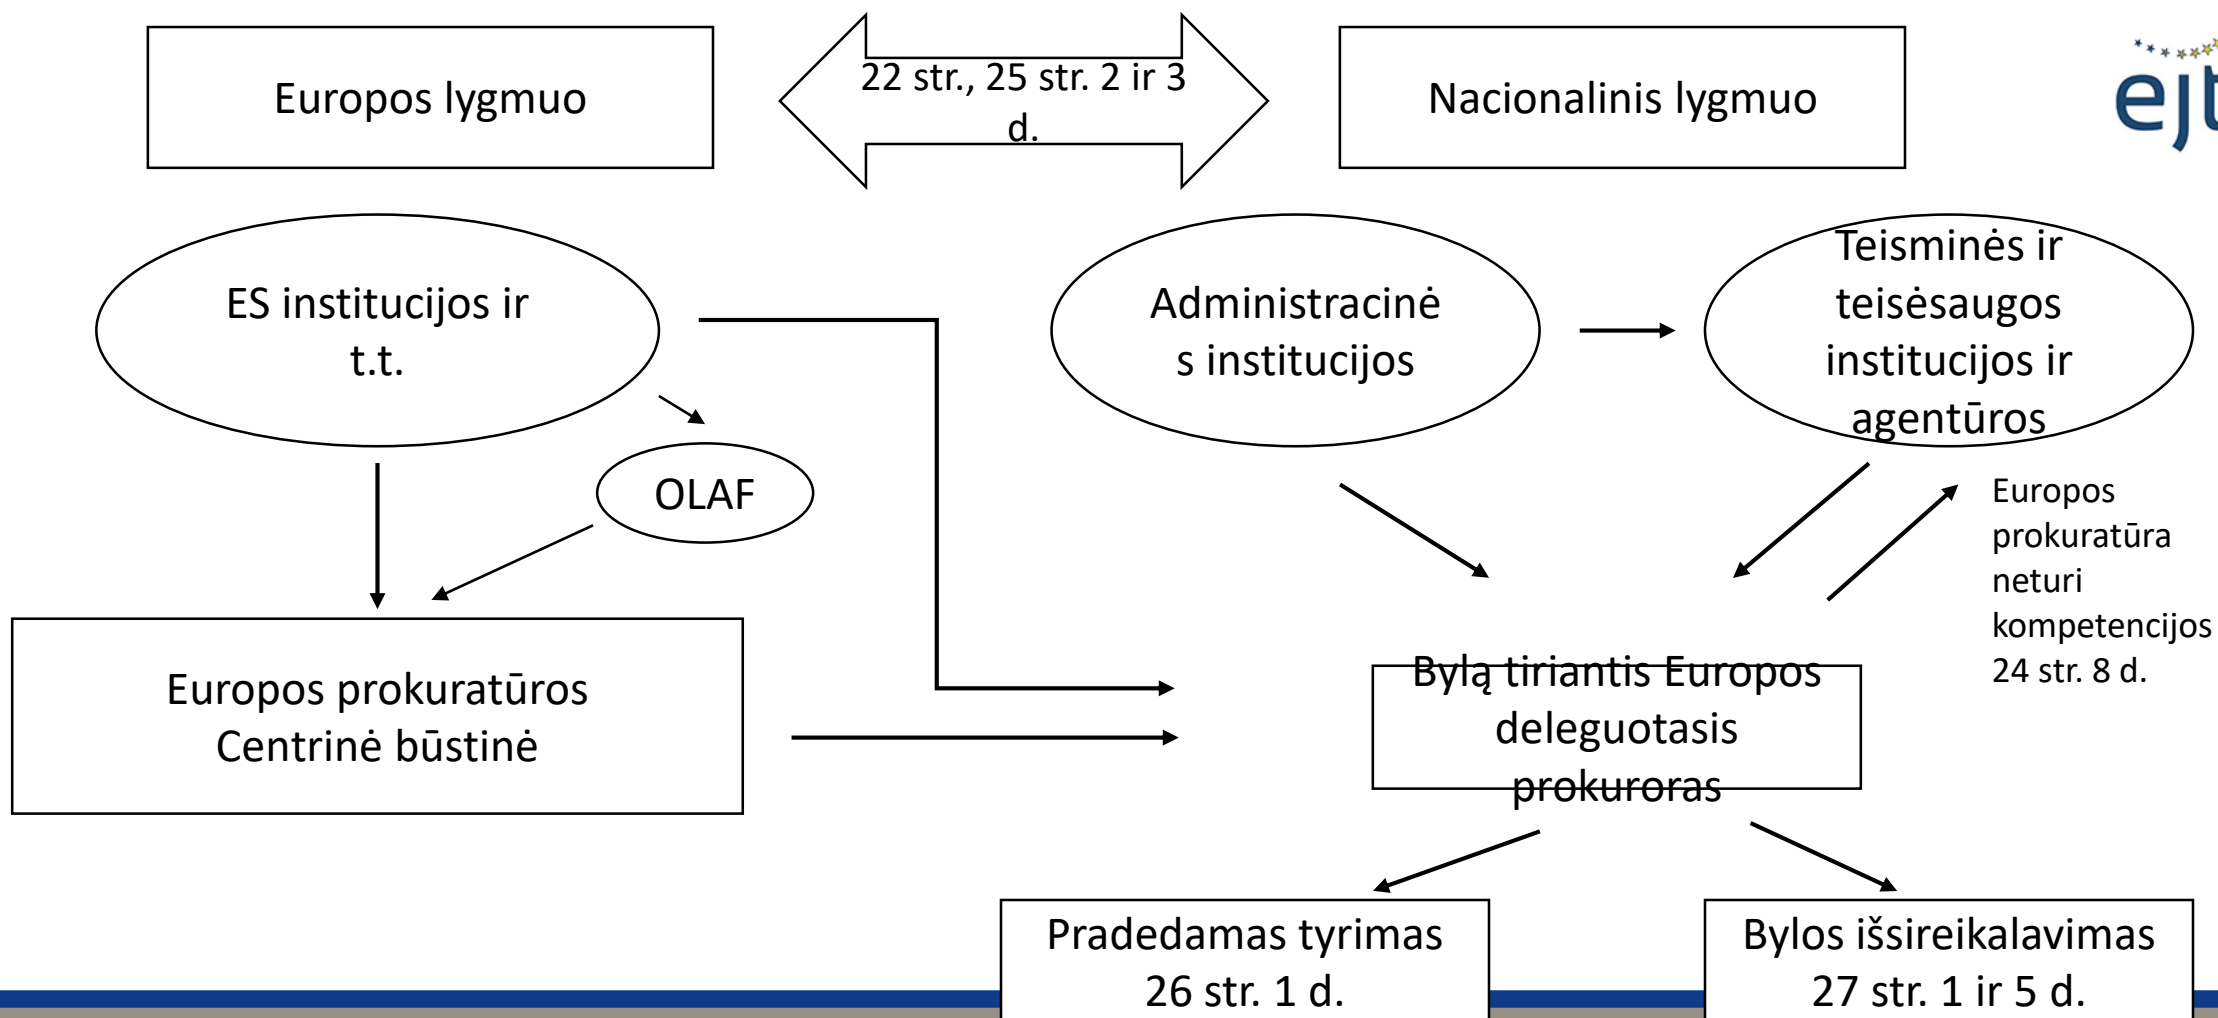 Europos lygmuo
22 str., 25 str. 2 ir 3
d.
Nacionalinis lygmuo
ES institucijos ir
t.t.
Administracinė
s institucijos
Teisminės ir
teisėsaugos
institucijos ir
agentūros
OLAF
Europos
prokuratūra
neturi
kompetencijos
24 str. 8 d.
Europos prokuratūros
Centrinė būstinė
Bylą tiriantis Europos
deleguotasis
prokuroras
Pradedamas tyrimas
26 str. 1 d.
Bylos išsireikalavimas
27 str. 1 ir 5 d.